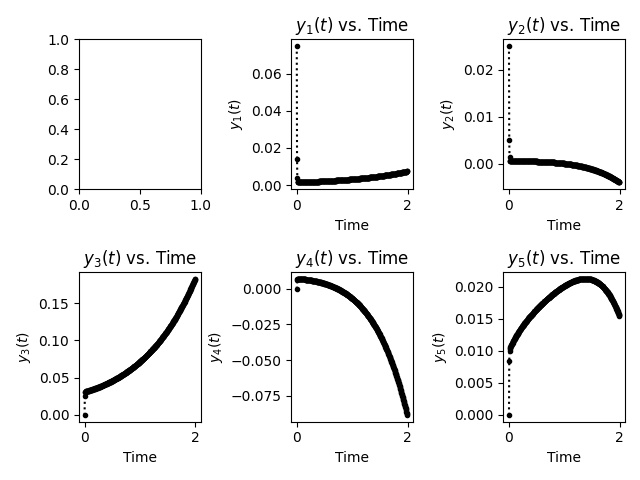 y₁(t) vs. Time
y₂(t) vs. Time
1.0
0.8
0.6
0.4
0.2
0.0
0.0 0.5 1.0
y₁(t)
0.06
0.04
0.02
0.00
0 2
Time
y₂(t)
0.02
0.01
0.00
0 2
Time
y₃(t) vs. Time
y₃(t)
0.15
0.10
0.05
0.00
0 2
Time
y₄(t) vs. Time
y₄(t)
0.000
−0.025
−0.050
−0.075
0 2
Time
y₅(t) vs. Time
y₅(t)
0.020
0.015
0.010
0.005
0.000
0 2
Time